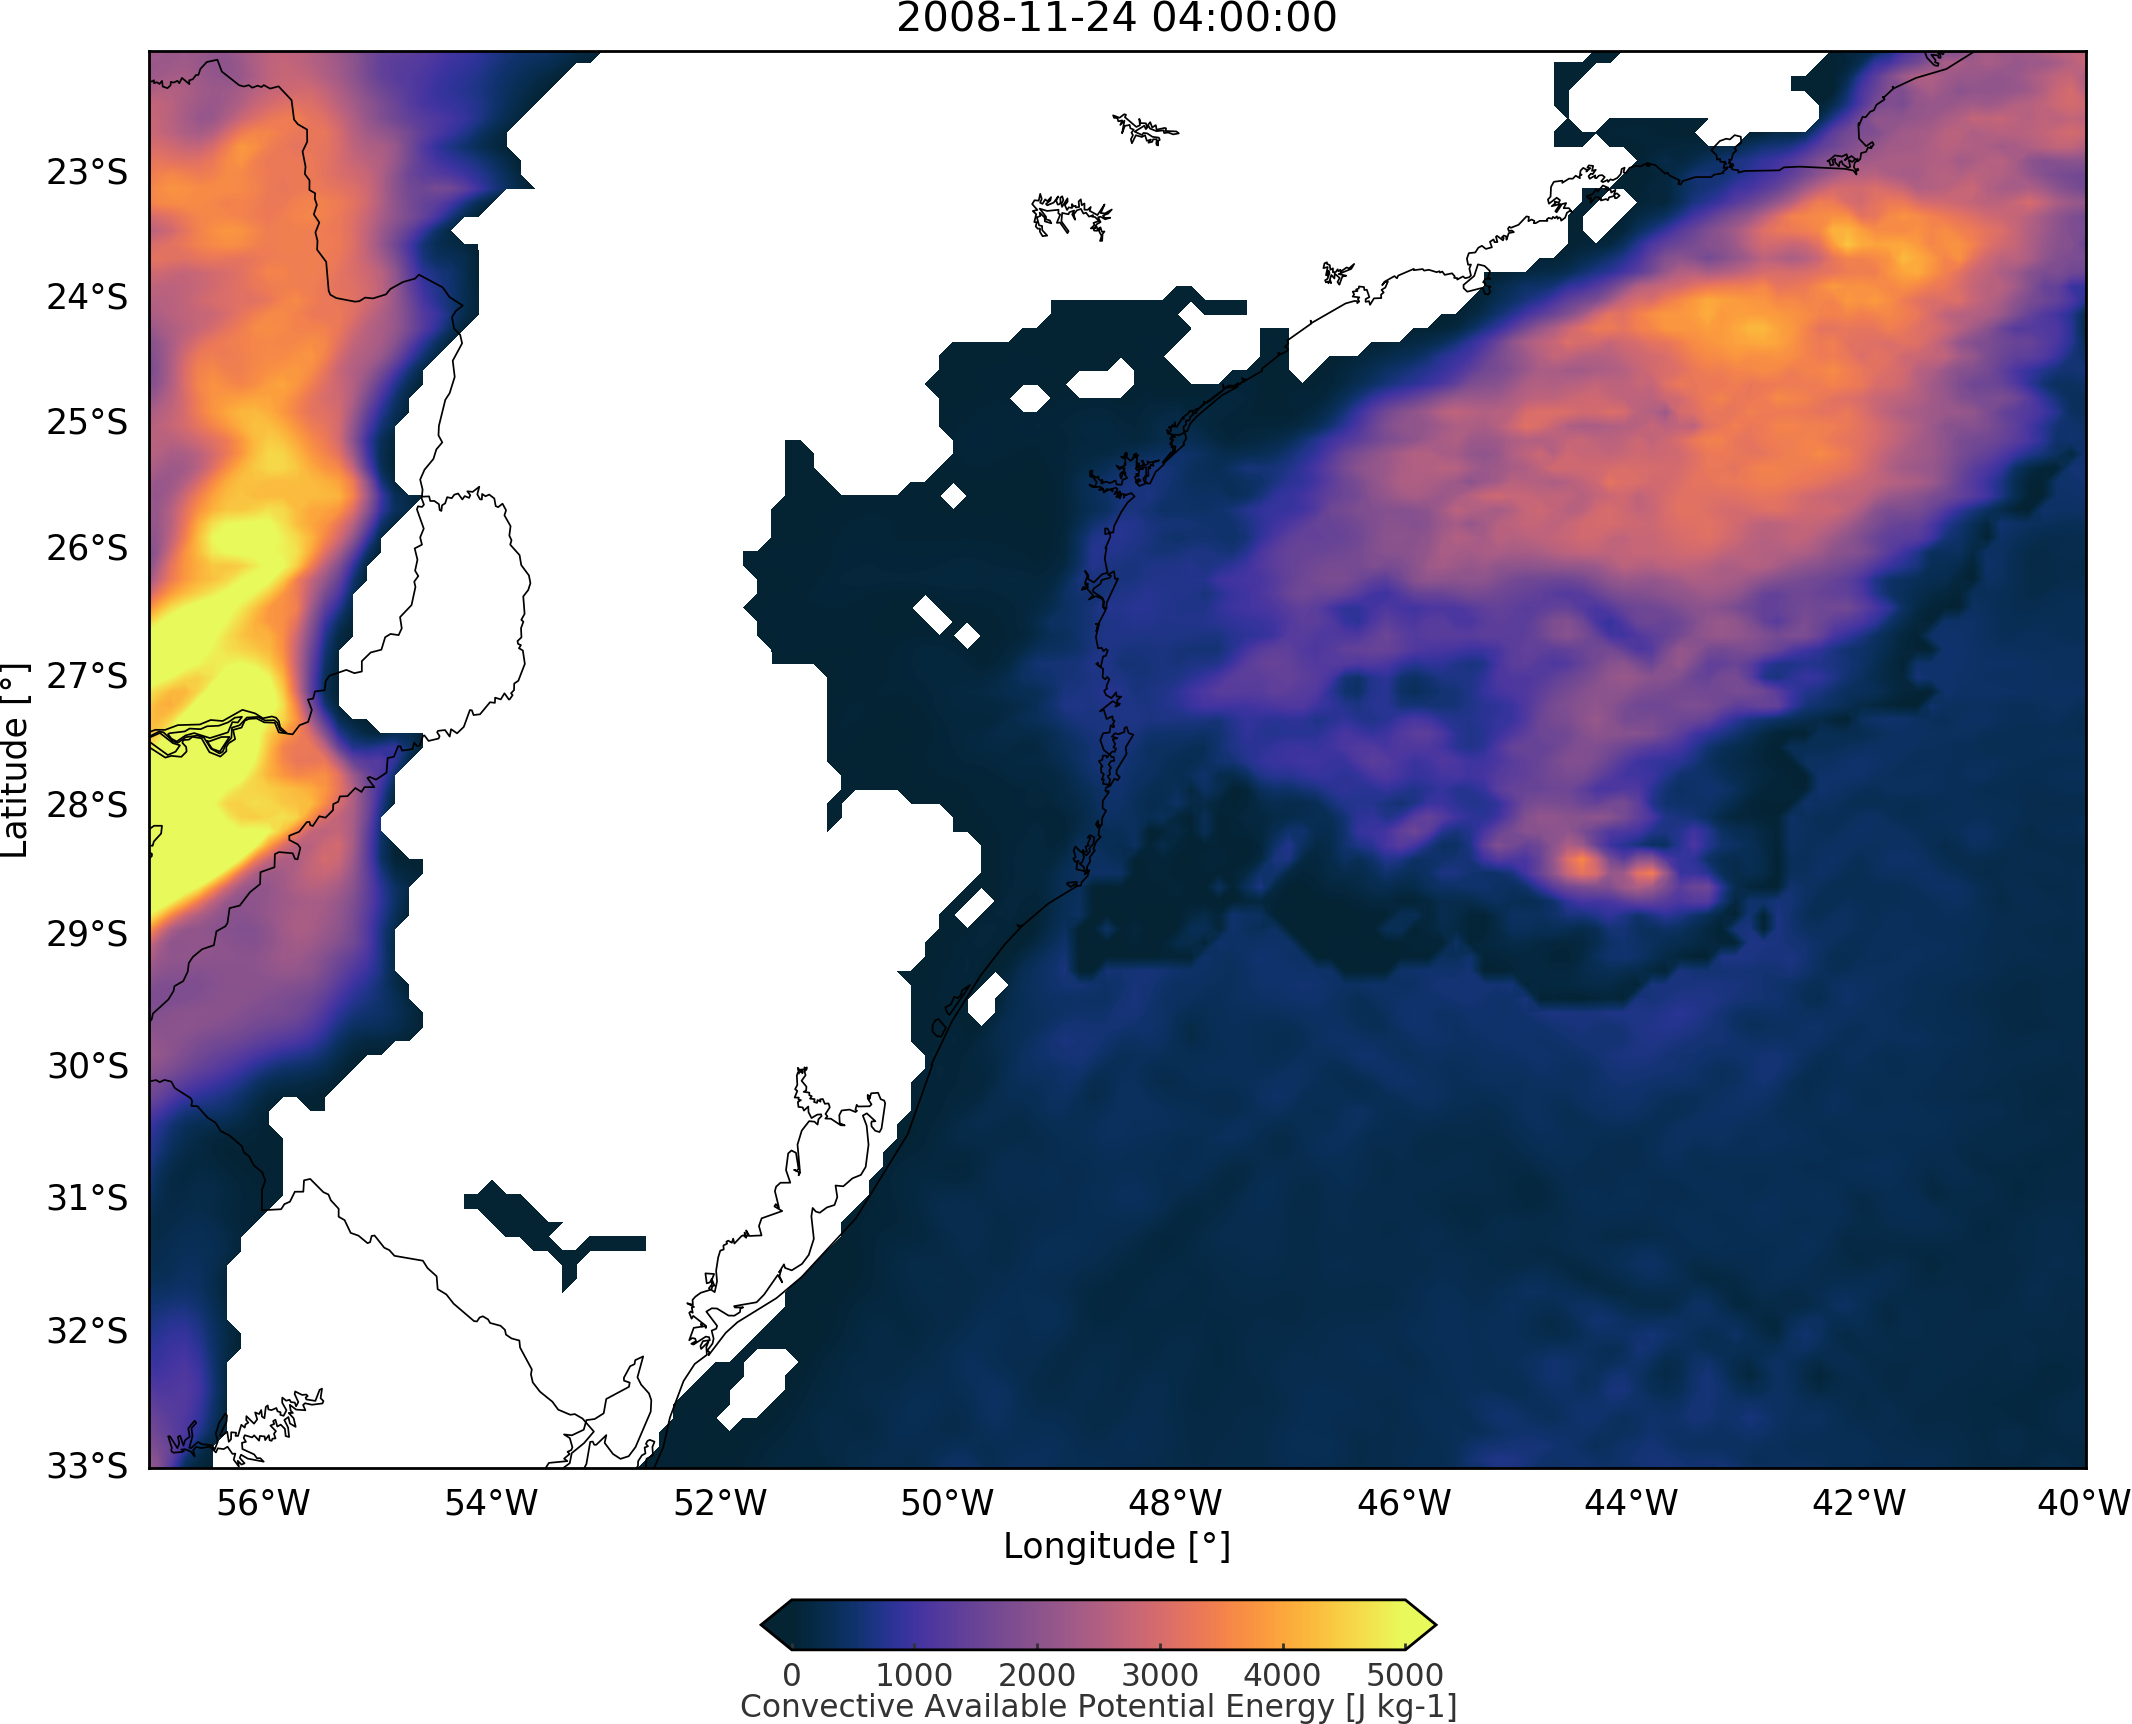 2008-11-24 04:00:00
23°S
24°S
25°S
26°S
27°S
28°S
29°S
30°S
31°S
32°S
33°S
Latitude [°]
56°W 54°W 52°W 50°W 48°W 46°W 44°W 42°W 40°W
Longitude [°]
0 1000 2000 3000 4000 5000
Convective Available Potential Energy [J kg-1]